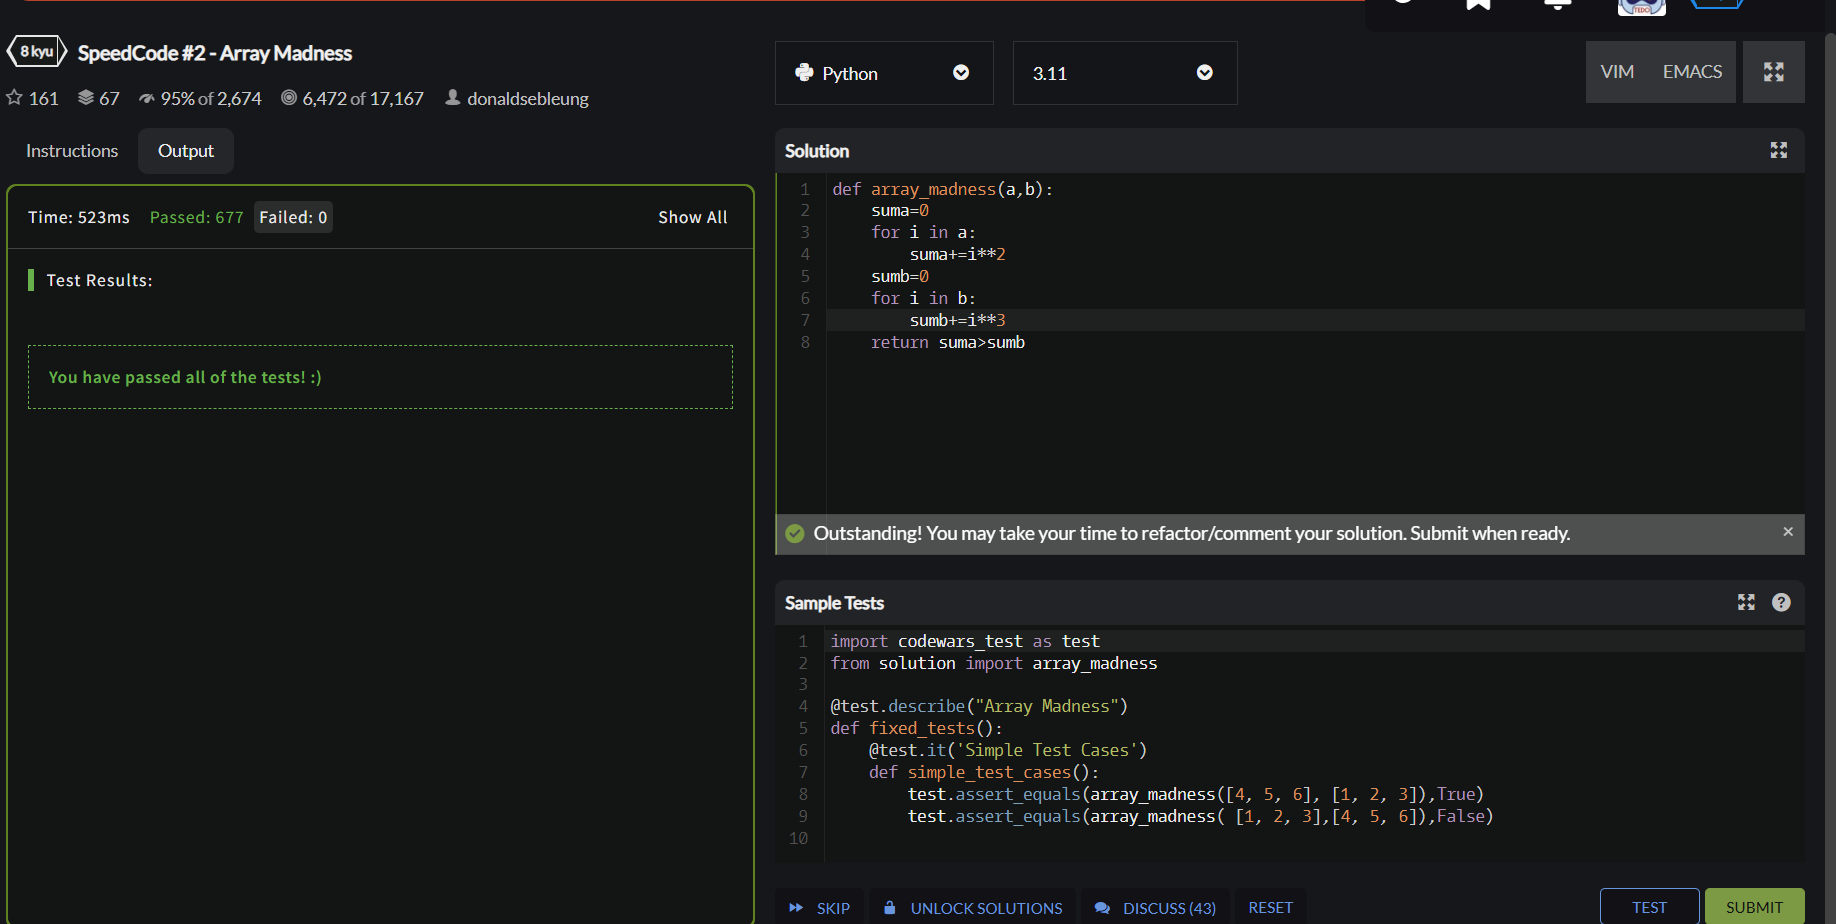 8 kyu SpeedCode #2 - Array Madness
161 67 95% of 2,674 6,472 of 17,167 donaldsebleung
Instructions Output
Time: 523ms Passed: 677 Failed: 0 Show All
Test Results:
You have passed all of the tests! :)
Python 3.11 VIM EMACS
Solution
1 def array_madness(a,b):
2     suma=0
3     for i in a:
4         suma+=i**2
5     sumb=0
6     for i in b:
7         sumb+=i**3
8     return suma>sumb
Outstanding! You may take your time to refactor/comment your solution. Submit when ready. ×
Sample Tests ?
1 import codewars_test as test
2 from solution import array_madness
3
4 @test.describe("Array Madness")
5 def fixed_tests():
6     @test.it('Simple Test Cases')
7     def simple_test_cases():
8         test.assert_equals(array_madness([4, 5, 6], [1, 2, 3]),True)
9         test.assert_equals(array_madness( [1, 2, 3],[4, 5, 6]),False)
10
SKIP UNLOCK SOLUTIONS DISCUSS (43) RESET TEST SUBMIT